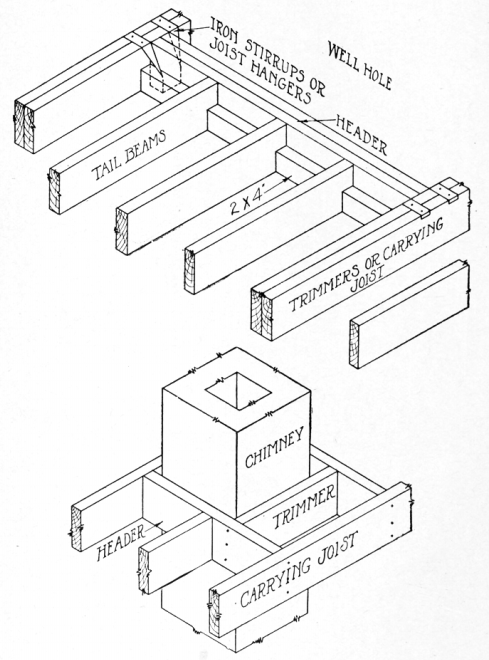 IRON STIRRUPS OR
JOIST HANGERS
WELL HOLE
HEADER
TAIL BEAMS
2 X 4"
TRIMMERS OR CARRYING
JOIST
CHIMNEY
TRIMMER
HEADER
CARRYING JOIST